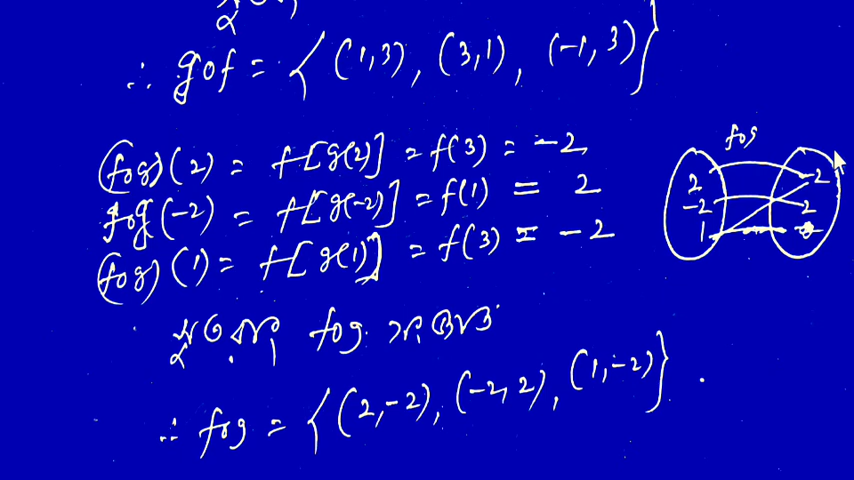 ∴ gof = { (1,3), (3,1), (-1,3) }
(fog)(2) = f[g(2)] = f(3) = -2
fog(-2) = f[g(-2)] = f(1) = 2
(fog)(1) = f[g(1)] = f(3) = -2
fog
2 -2
-2 2
1
fog
∴ fog = { (2,-2), (-2,2), (1,-2) }.